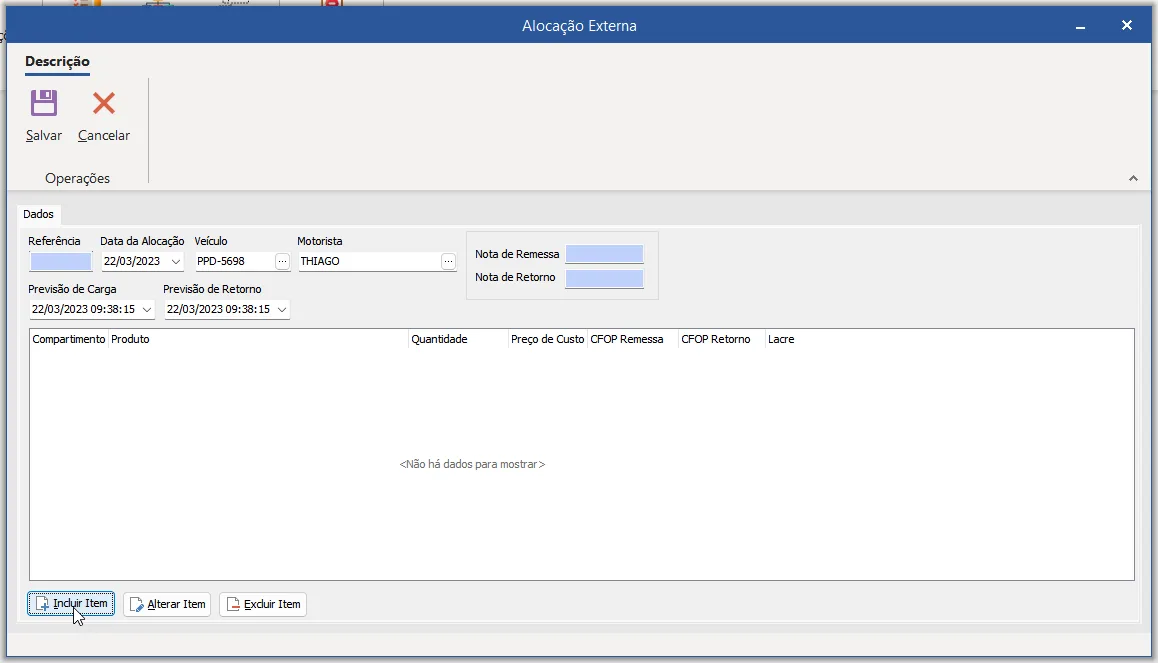 Alocação Externa
Descrição
Salvar Cancelar
Operações
Dados
Referência Data da Alocação Veículo Motorista
22/03/2023 PPD-5698 ... THIAGO ...
Nota de Remessa
Nota de Retorno
Previsão de Carga Previsão de Retorno
22/03/2023 09:38:15 22/03/2023 09:38:15
Compartimento Produto Quantidade Preço de Custo CFOP Remessa CFOP Retorno Lacre
<Não há dados para mostrar>
Incluir Item Alterar Item Excluir Item